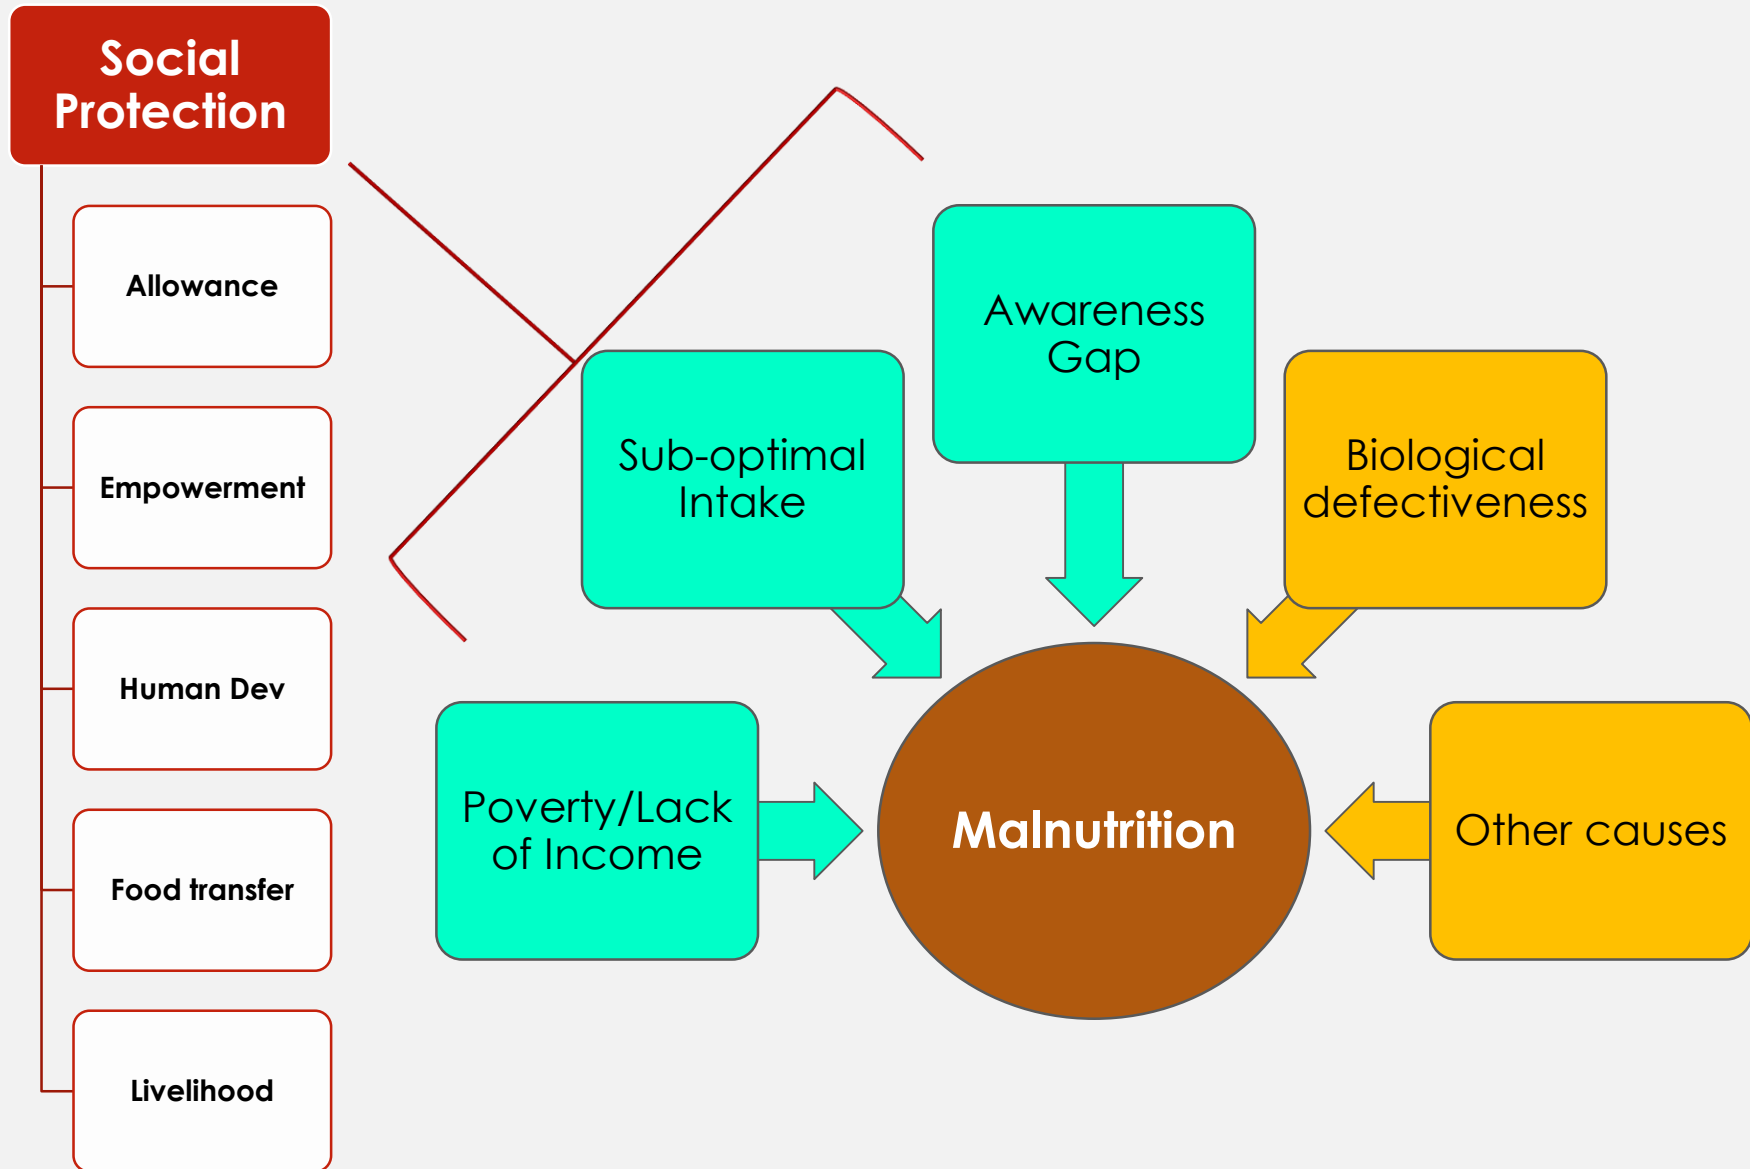 Social
Protection
Allowance
Empowerment
Human Dev
Food transfer
Livelihood
Poverty/Lack
of Income
Sub-optimal
Intake
Awareness
Gap
Biological
defectiveness
Other causes
Malnutrition